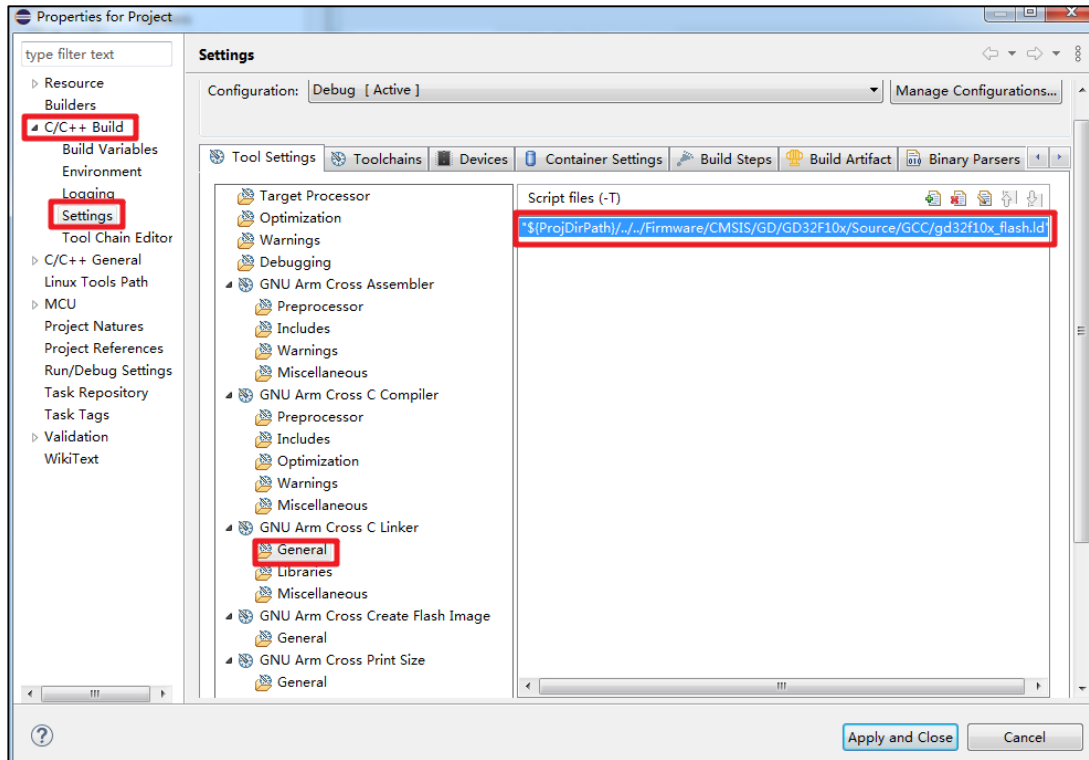 Properties for Project
type filter text
Settings
Resource
Builders
C/C++ Build
Build Variables
Environment
Logging
Settings
Tool Chain Editor
C/C++ General
Linux Tools Path
MCU
Project Natures
Project References
Run/Debug Settings
Task Repository
Task Tags
Validation
WikiText
Configuration: Debug [ Active ]
Manage Configurations...
Tool Settings Toolchains Devices Container Settings Build Steps Build Artifact Binary Parsers
Target Processor
Optimization
Warnings
Debugging
GNU Arm Cross Assembler
Preprocessor
Includes
Warnings
Miscellaneous
GNU Arm Cross C Compiler
Preprocessor
Includes
Optimization
Warnings
Miscellaneous
GNU Arm Cross C Linker
General
Libraries
Miscellaneous
GNU Arm Cross Create Flash Image
General
GNU Arm Cross Print Size
General
Script files (-T)
"${ProjDirPath}/../../Firmware/CMSIS/GD/GD32F10x/Source/GCC/gd32f10x_flash.ld"
Apply and Close
Cancel